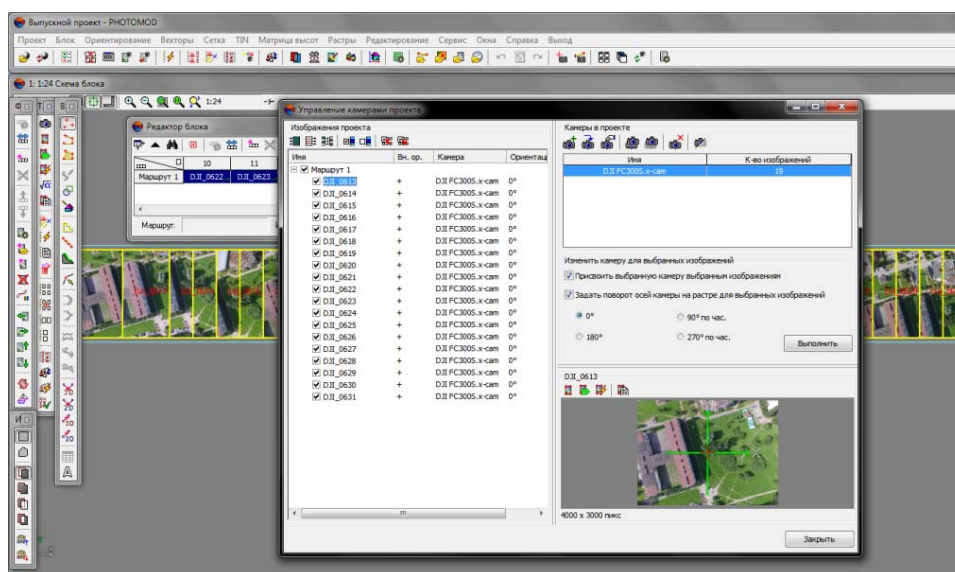 Выпускной проект - PHOTOMOD
Проект Блок Ориентирование Векторы Сетка TIN Матрица высот Растры Редактирование Сервис Окна Справка Выход
1: 1:24 Схема блока
1:24
Редактор блока
10 11
Маршрут 1 DJI_0622 DJI_0623
Маршрут:
Управление камерами проекта
Изображения проекта
Имя Вн. ор. Камера Ориентац
Маршрут 1
DJI_0613 + DJI FC300S.x-cam 0°
DJI_0614 + DJI FC300S.x-cam 0°
DJI_0615 + DJI FC300S.x-cam 0°
DJI_0616 + DJI FC300S.x-cam 0°
DJI_0617 + DJI FC300S.x-cam 0°
DJI_0618 + DJI FC300S.x-cam 0°
DJI_0619 + DJI FC300S.x-cam 0°
DJI_0620 + DJI FC300S.x-cam 0°
DJI_0621 + DJI FC300S.x-cam 0°
DJI_0622 + DJI FC300S.x-cam 0°
DJI_0623 + DJI FC300S.x-cam 0°
DJI_0624 + DJI FC300S.x-cam 0°
DJI_0625 + DJI FC300S.x-cam 0°
DJI_0626 + DJI FC300S.x-cam 0°
DJI_0627 + DJI FC300S.x-cam 0°
DJI_0628 + DJI FC300S.x-cam 0°
DJI_0629 + DJI FC300S.x-cam 0°
DJI_0630 + DJI FC300S.x-cam 0°
DJI_0631 + DJI FC300S.x-cam 0°
Камеры в проекте
Имя К-во изображений
DJI FC300S.x-cam 19
Изменить камеру для выбранных изображений
Присвоить выбранную камеру выбранным изображениям
Задать поворот осей камеры на растре для выбранных изображений
0° 90° по час.
180° 270° по час.
Выполнить
DJI_0613
4000 x 3000 пикс
Закрыть